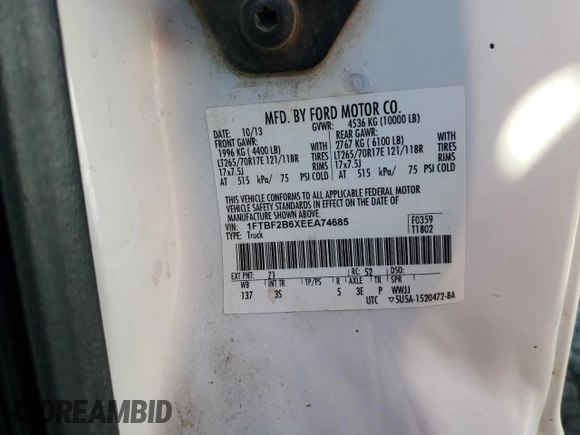 MFD. BY FORD MOTOR CO.
DATE: 10/13 GVWR: 4536 KG (10000 LB)
FRONT GAWR: REAR GAWR:
1996 KG ( 4400 LB) 2767 KG ( 6100 LB)
LT265/70R17E 121/118R TIRES LT265/70R17E 121/118R TIRES
17x7.5J RIMS 17x7.5J RIMS
AT 515 kPa/ 75 PSI COLD AT 515 kPa/ 75 PSI COLD
THIS VEHICLE CONFORMS TO ALL APPLICABLE FEDERAL MOTOR
VEHICLE SAFETY STANDARDS IN EFFECT ON THE DATE OF
MANUFACTURE SHOWN ABOVE.
VIN: 1FTBF2B6XEEA74685 F0359
TYPE: Truck T1802
EXT PNT: Z1 RC: 52 DSO:
WB INT TR TP/PS R AXLE TR SPR
137 3S 5 3E P WWJJ
UTC ▽5U5A-1520472-BA
DREAMBID